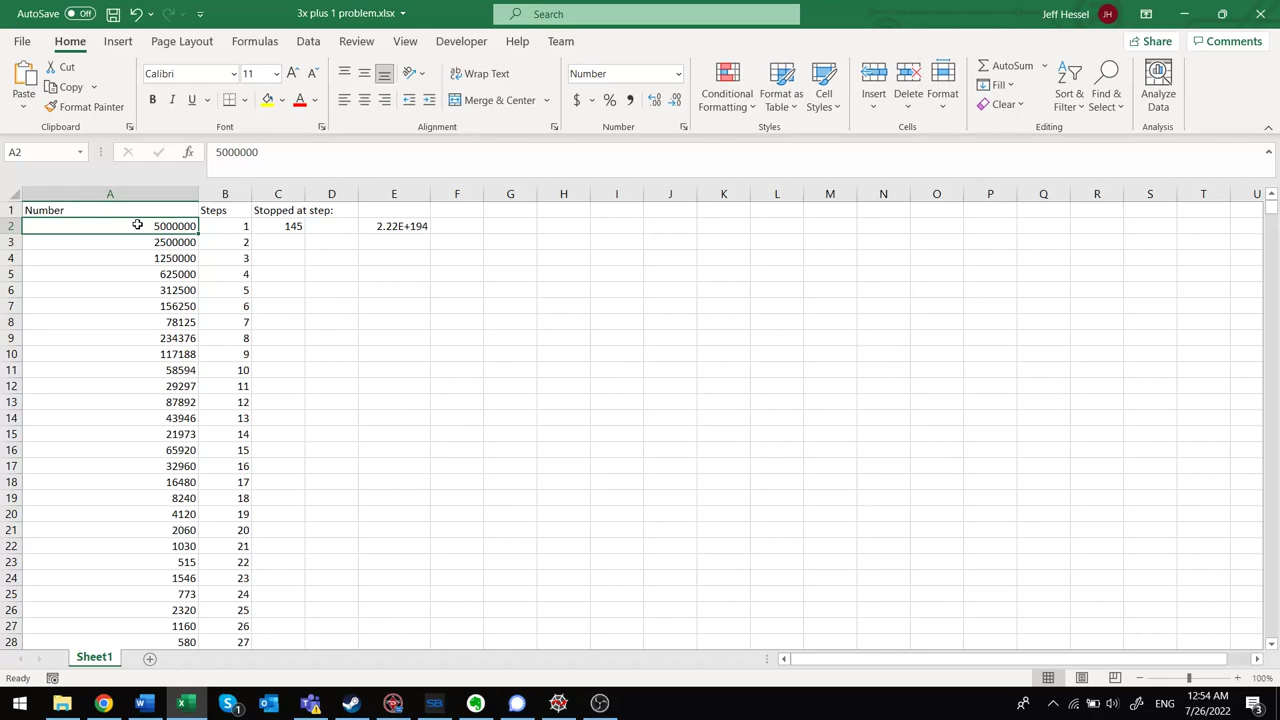 AutoSave Off 3x plus 1 problem.xlsx Search Jeff Hessel JH
File Home Insert Page Layout Formulas Data Review View Developer Help Team Share Comments
Paste Cut Copy Format Painter Clipboard
Calibri 11 B I U A Font
Wrap Text Merge & Center Alignment
Number $ % , Number
Conditional Formatting Format as Table Cell Styles Styles
Insert Delete Format Cells
AutoSum Fill Clear Sort & Filter Find & Select Editing
Analyze Data Analysis
A2 fx 5000000
A B C D E F G H I J K L M N O P Q R S T U
1 Number Steps Stopped at step:
2 5000000 1 145 2.22E+194
3 2500000 2
4 1250000 3
5 625000 4
6 312500 5
7 156250 6
8 78125 7
9 234376 8
10 117188 9
11 58594 10
12 29297 11
13 87892 12
14 43946 13
15 21973 14
16 65920 15
17 32960 16
18 16480 17
19 8240 18
20 4120 19
21 2060 20
22 1030 21
23 515 22
24 1546 23
25 773 24
26 2320 25
27 1160 26
28 580 27
Sheet1
Ready 100%
ENG 12:54 AM
7/26/2022